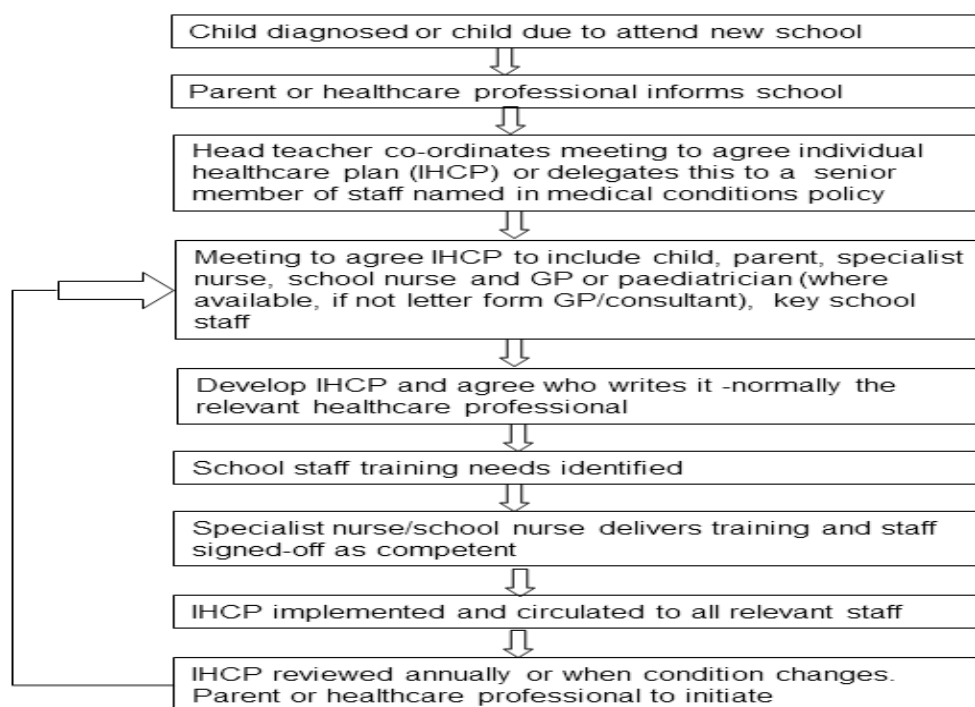 Child diagnosed or child due to attend new school
Parent or healthcare professional informs school
Head teacher co-ordinates meeting to agree individual
healthcare plan (IHCP) or delegates this to a senior
member of staff named in medical conditions policy
Meeting to agree IHCP to include child, parent, specialist
nurse, school nurse and GP or paediatrician (where
available, if not letter form GP/consultant), key school
staff
Develop IHCP and agree who writes it -normally the
relevant healthcare professional
School staff training needs identified
Specialist nurse/school nurse delivers training and staff
signed-off as competent
IHCP implemented and circulated to all relevant staff
IHCP reviewed annually or when condition changes.
Parent or healthcare professional to initiate